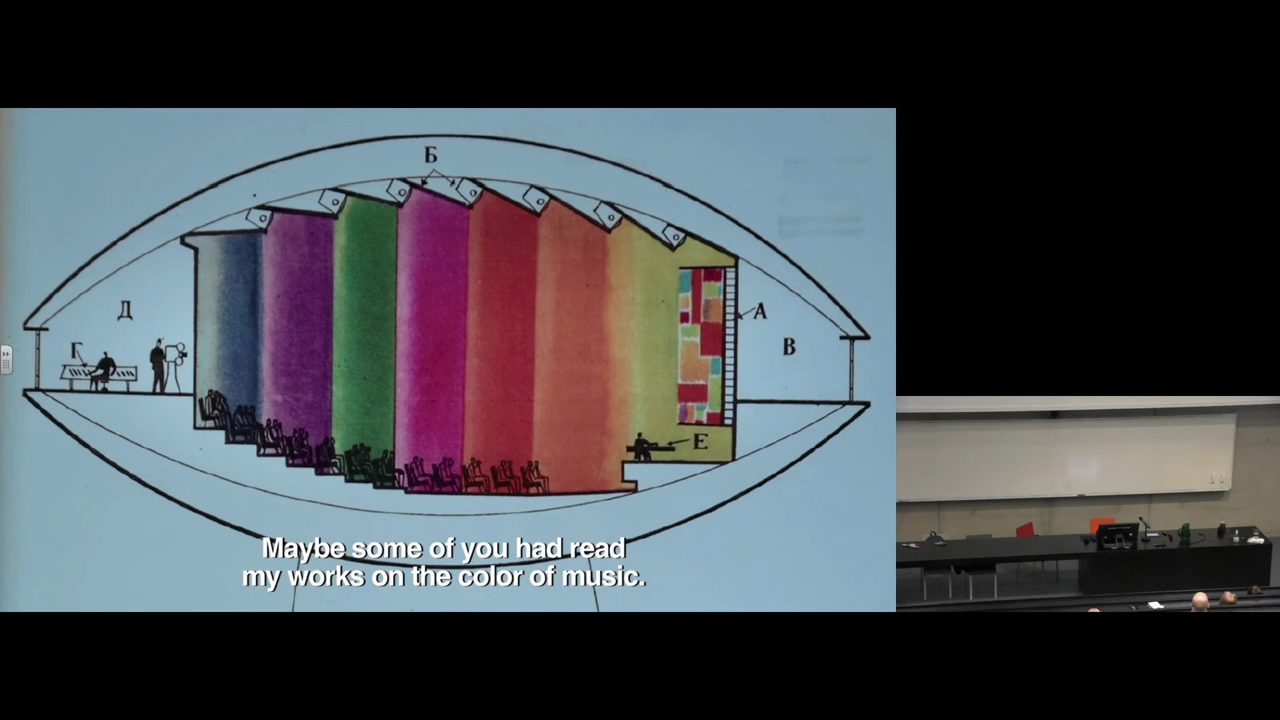 Б
Д
А
Г
В
Е
Maybe some of you had read
my works on the color of music.